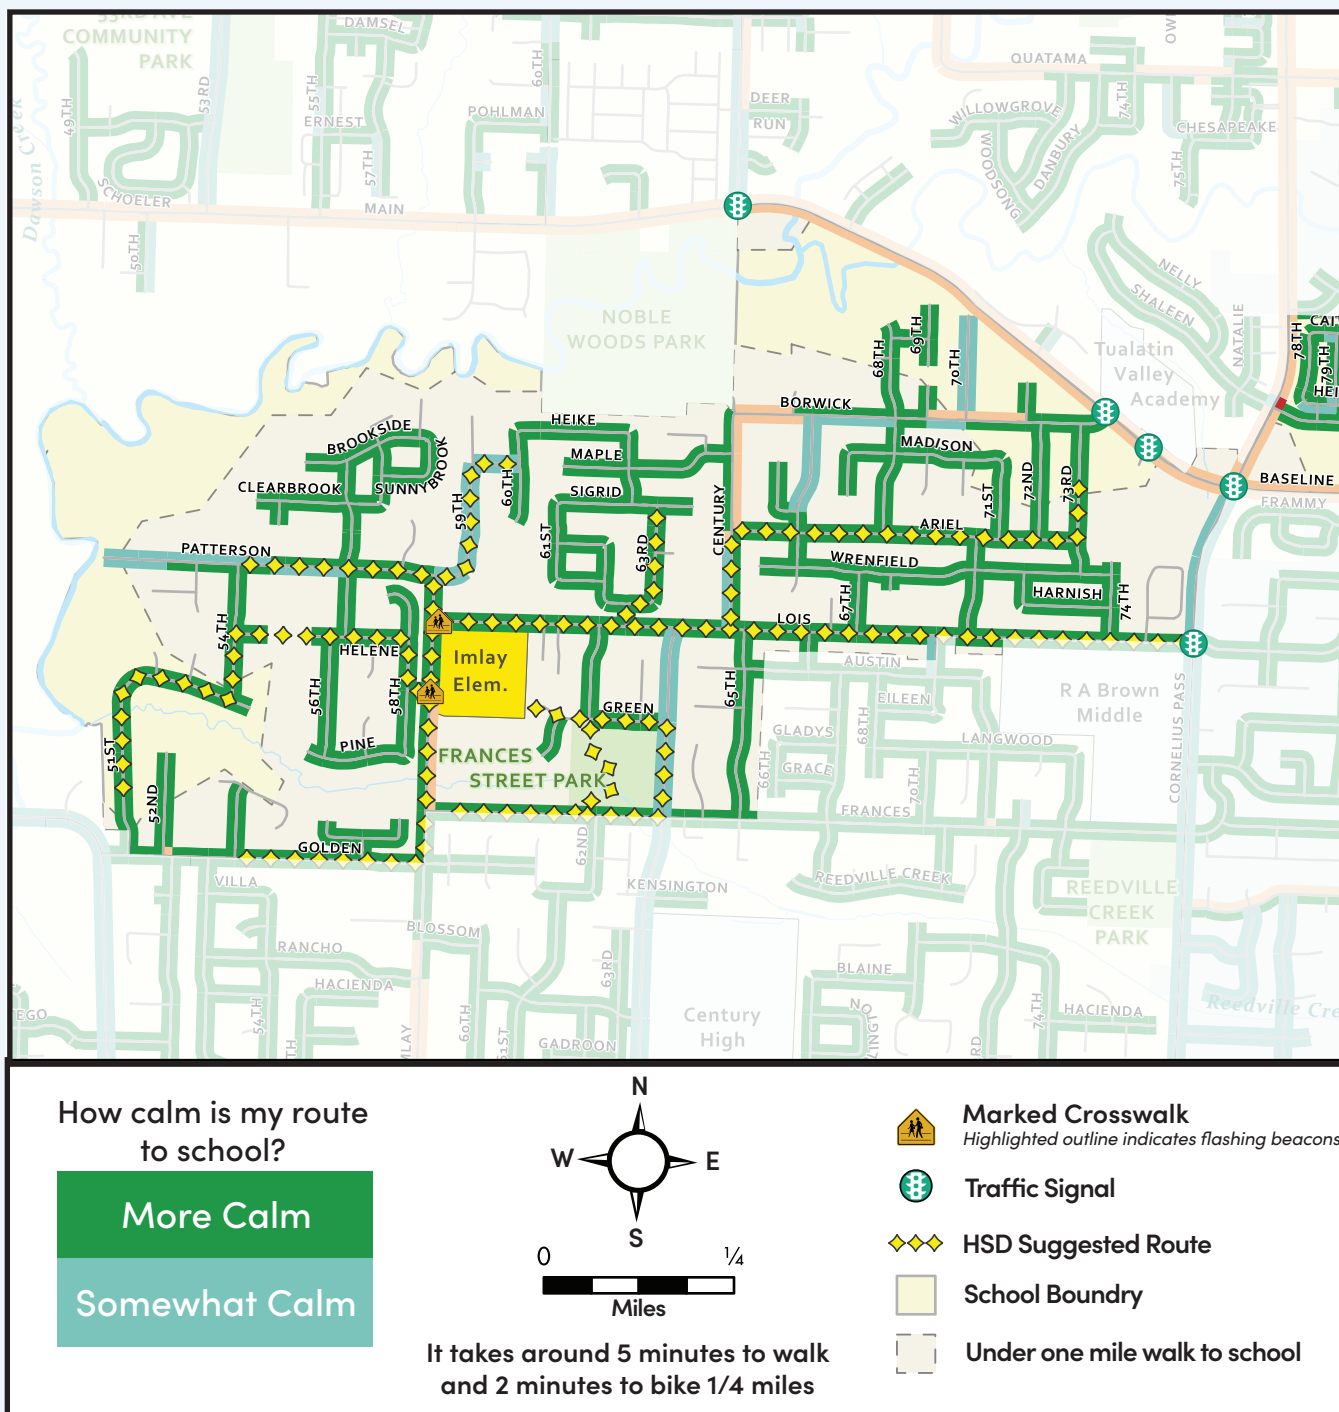 53RD AVE
COMMUNITY
PARK
DAMSEL
60TH
QUATAMA
49TH
53RD
55TH
ERNEST
57TH
POHLMAN
DEER
RUN
WILLOWGROVE
74TH
CHESAPEAKE
DANBURY
WOODSONG
75TH
Dawson Creek
SCHOELER
MAIN
50TH
NELLY
SHALEEN
NATALIE
NOBLE
WOODS PARK
Tualatin
Valley
Academy
78TH
79TH
68TH
69TH
70TH
BORWICK
HEIKE
BROOKSIDE
MADISON
MAPLE
SUNNYBROOK
CLEARBROOK
60TH
59TH
SIGRID
61ST
63RD
CENTURY
71ST
72ND
73RD
BASELINE
FRAMMY
ARIEL
PATTERSON
WRENFIELD
HARNISH
67TH
74TH
LOIS
54TH
HELENE
56TH
58TH
Imlay
Elem.
PINE
GREEN
65TH
AUSTIN
EILEEN
68TH
R A Brown
Middle
GLADYS
LANGWOOD
66TH
GRACE
70TH
CORNELIUS PASS
FRANCES
STREET PARK
51ST
52ND
GOLDEN
FRANCES
62ND
VILLA
KENSINGTON
REEDVILLE CREEK
REEDVILLE
CREEK
PARK
BLOSSOM
RANCHO
HACIENDA
63RD
BLAINE
HACIENDA
54TH
60TH
61ST
GADROON
Century
High
74TH
Reedville Cre
How calm is my route
to school?
More Calm
Somewhat Calm
N
W
E
S
0
¼
Miles
It takes around 5 minutes to walk
and 2 minutes to bike 1/4 miles
Marked Crosswalk
Highlighted outline indicates flashing beacons
Traffic Signal
HSD Suggested Route
School Boundry
Under one mile walk to school